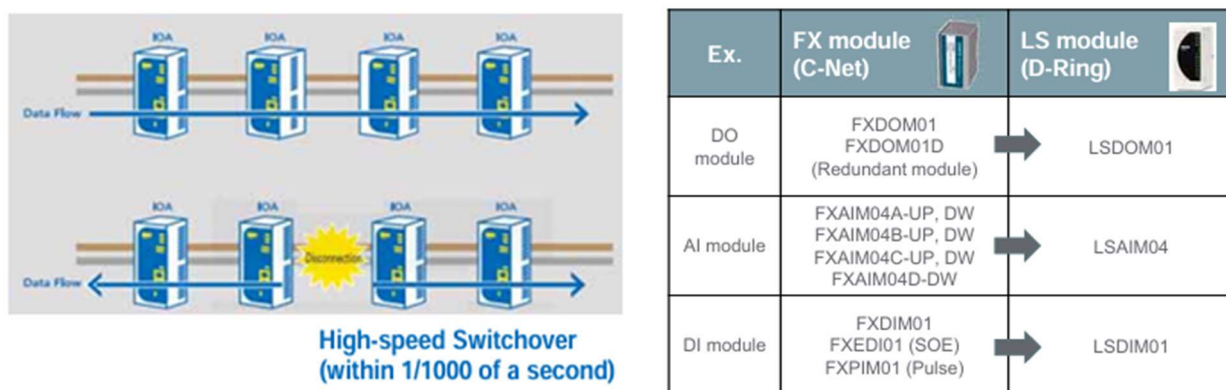 IOA IOA IOA IOA
Data Flow
IOA IOA IOA IOA
Disconnection
Data Flow
High-speed Switchover
(within 1/1000 of a second)
Ex.
FX module
(C-Net)
LS module
(D-Ring)
DO
module
FXDOM01
FXDOM01D
(Redundant module)
LSDOM01
AI module
FXAIM04A-UP, DW
FXAIM04B-UP, DW
FXAIM04C-UP, DW
FXAIM04D-DW
LSAIM04
DI module
FXDIM01
FXEDI01 (SOE)
FXPIM01 (Pulse)
LSDIM01